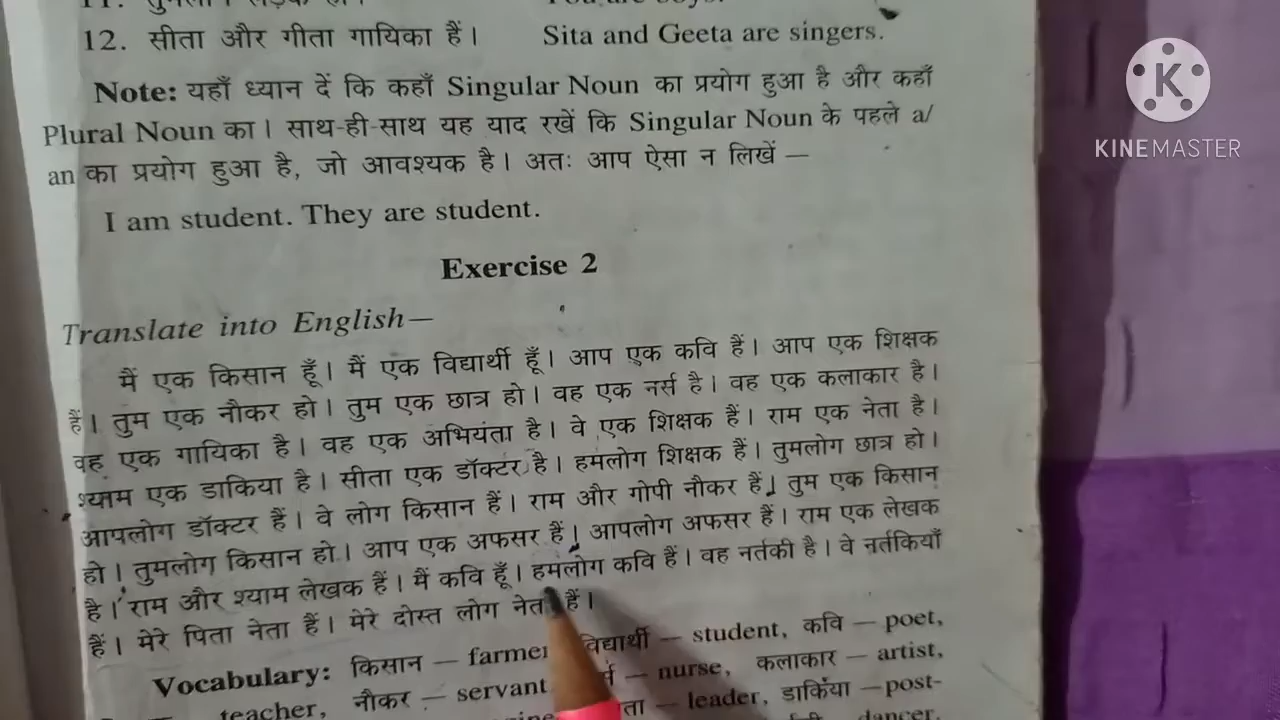 12. सीता और गीता गायिका हैं। Sita and Geeta are singers.
Note: यहाँ ध्यान दें कि कहाँ Singular Noun का प्रयोग हुआ है और कहाँ
Plural Noun का। साथ-ही-साथ यह याद रखें कि Singular Noun के पहले a/
an का प्रयोग हुआ है, जो आवश्यक है। अतः आप ऐसा न लिखें —
I am student. They are student.
Exercise 2
Translate into English—
मैं एक किसान हूँ। मैं एक विद्यार्थी हूँ। आप एक कवि हैं। आप एक शिक्षक
हैं। तुम एक नौकर हो। तुम एक छात्र हो। वह एक नर्स है। वह एक कलाकार है।
वह एक गायिका है। वह एक अभियंता है। वे एक शिक्षक हैं। राम एक नेता है।
श्याम एक डाकिया है। सीता एक डॉक्टर है। हमलोग शिक्षक हैं। तुमलोग छात्र हो।
आपलोग डॉक्टर हैं। वे लोग किसान हैं। राम और गोपी नौकर हैं। तुम एक किसान
हो। तुमलोग किसान हो। आप एक अफसर हैं। आपलोग अफसर हैं। राम एक लेखक
है। राम और श्याम लेखक हैं। मैं कवि हूँ। हमलोग कवि हैं। वह नर्तकी है। वे नर्तकियाँ
हैं। मेरे पिता नेता हैं। मेरे दोस्त लोग हैं।
Vocabulary: किसान — farmer विद्यार्थी — student, कवि — poet,
teacher, नौकर — servant — nurse, कलाकार — artist,
— leader, डाकिया —post-
dancer,
KINEMASTER